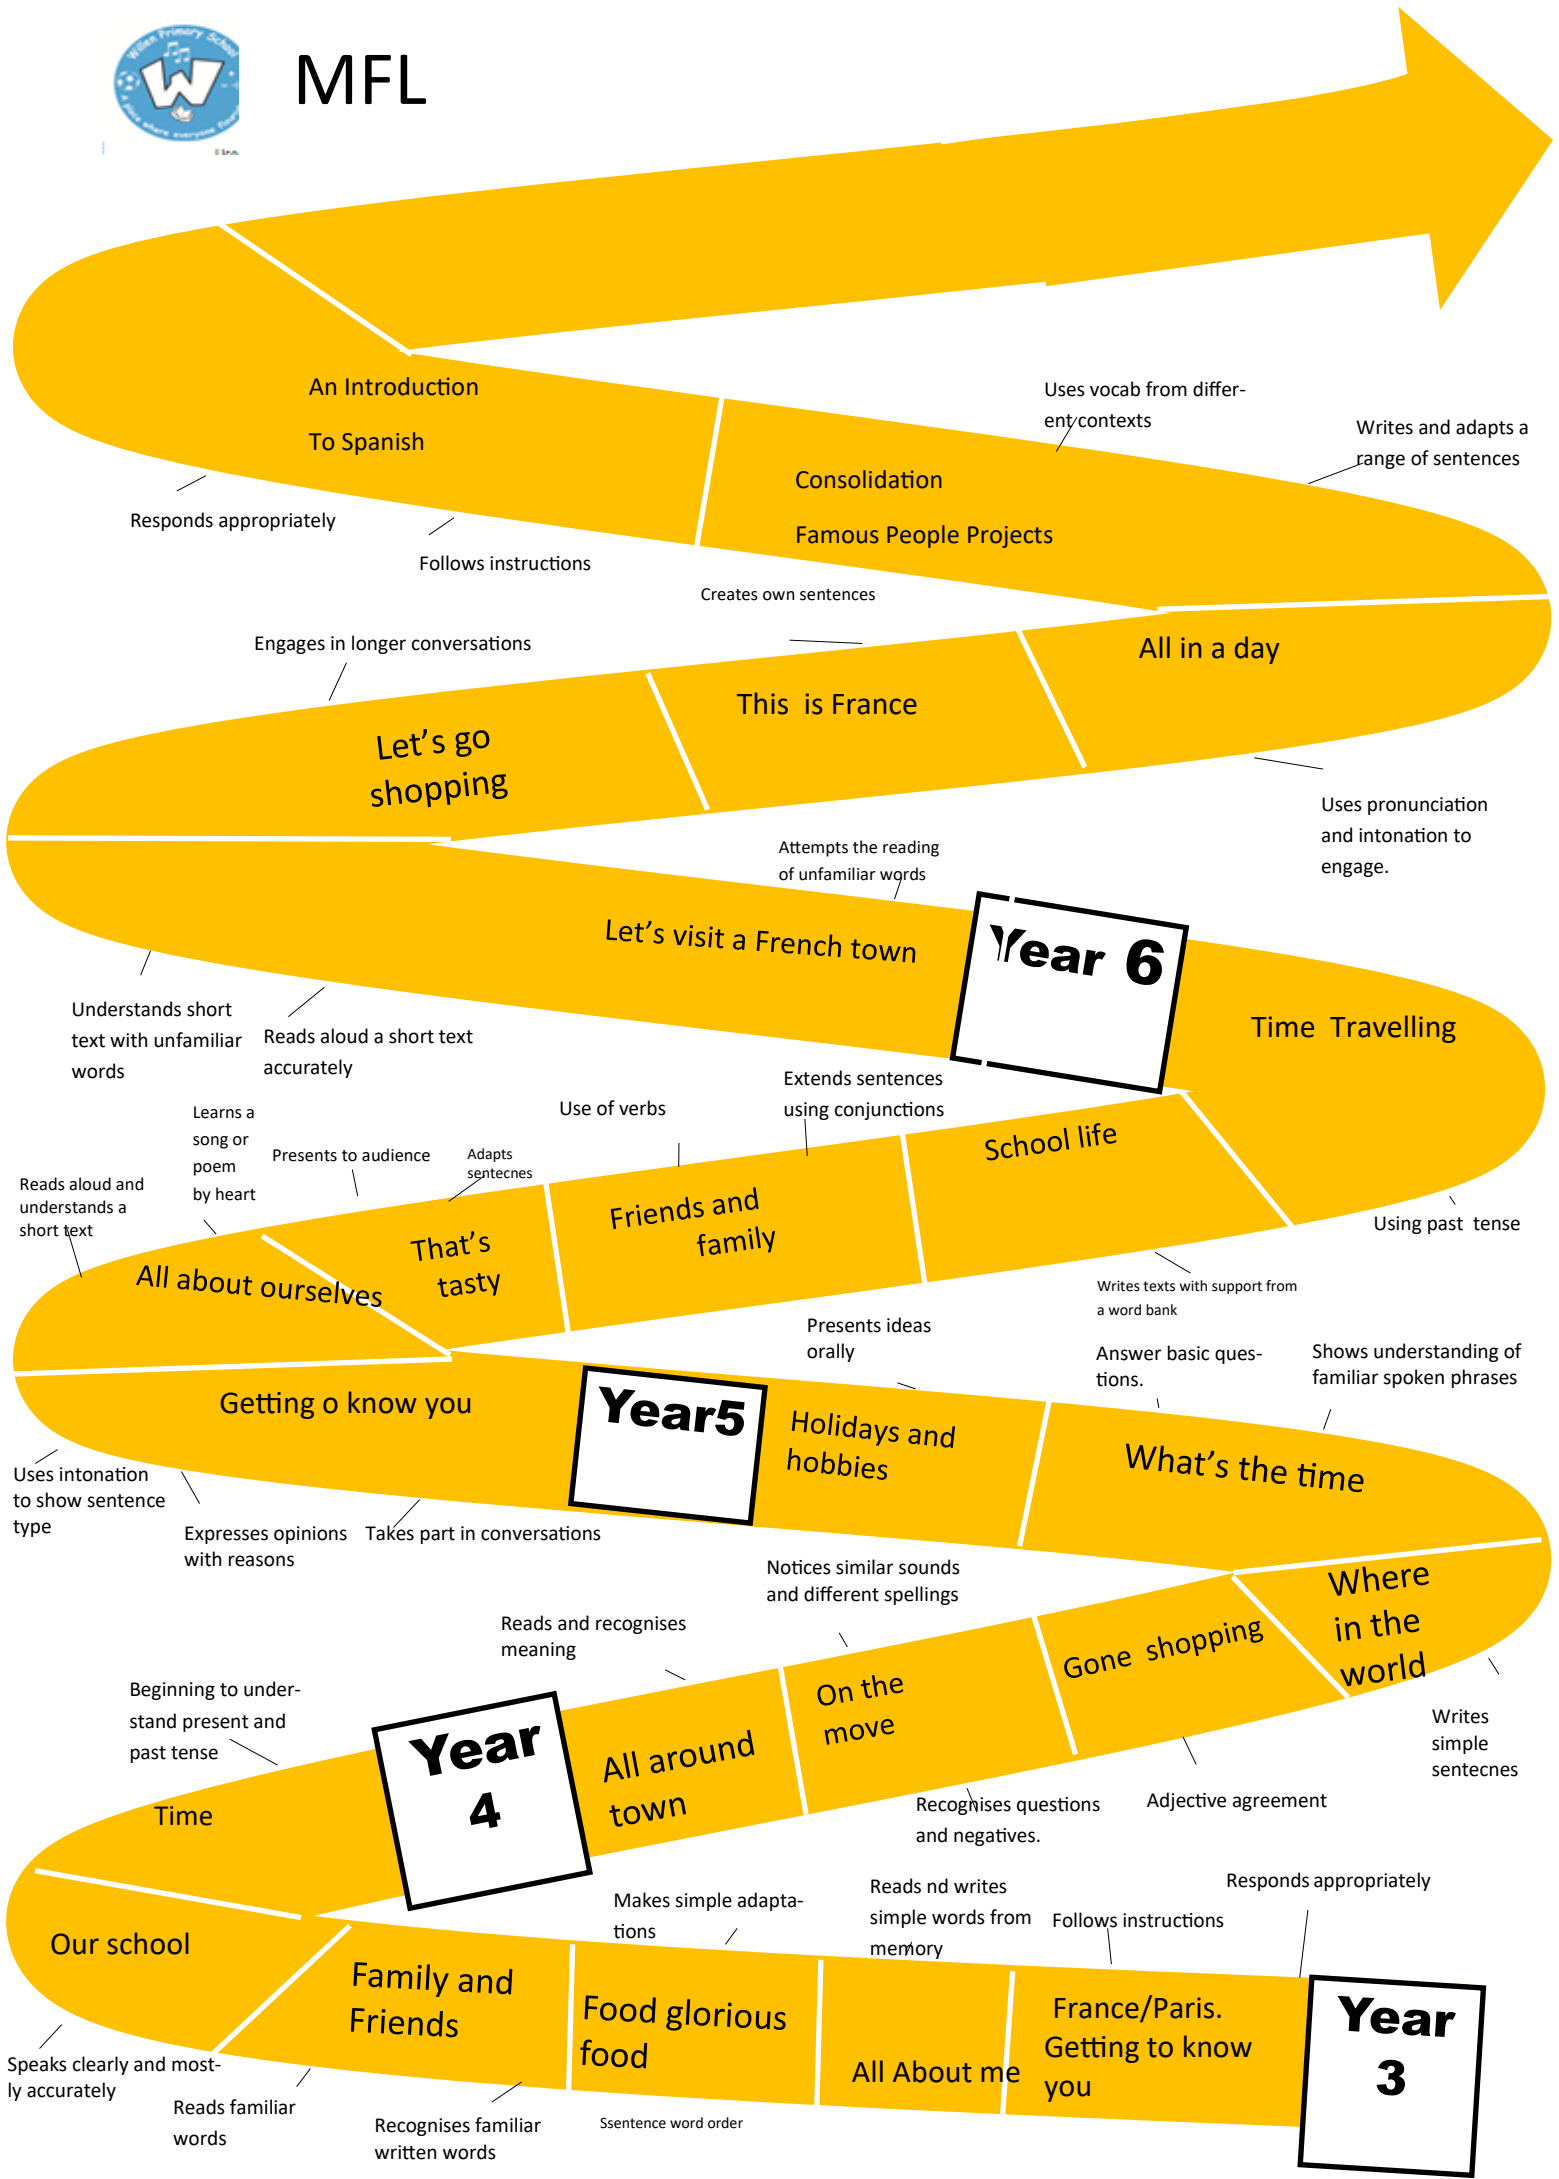 Willen Primary School
A place where everyone
MFL
An Introduction
To Spanish
Uses vocab from differ-
ent contexts
Writes and adapts a
range of sentences
Consolidation
Famous People Projects
Responds appropriately
Follows instructions
Creates own sentences
Engages in longer conversations
All in a day
This is France
Let's go
shopping
Uses pronunciation
and intonation to
engage.
Attempts the reading
of unfamiliar words
Let's visit a French town
Year 6
Time Travelling
Understands short
text with unfamiliar
words
Reads aloud a short text
accurately
Extends sentences
using conjunctions
Use of verbs
Learns a
song or
poem
by heart
Presents to audience
Adapts
sentecnes
Reads aloud and
understands a
short text
School life
Friends and
family
That's
tasty
All about ourselves
Using past tense
Writes texts with support from
a word bank
Presents ideas
orally
Answer basic ques-
tions.
Shows understanding of
familiar spoken phrases
Getting o know you
Year5
Holidays and
hobbies
What's the time
Uses intonation
to show sentence
type
Expresses opinions
with reasons
Takes part in conversations
Notices similar sounds
and different spellings
Where
in the
world
Reads and recognises
meaning
Gone shopping
On the
move
Beginning to under-
stand present and
past tense
Year
4
All around
town
Writes
simple
sentecnes
Time
Recognises questions
and negatives.
Adjective agreement
Responds appropriately
Reads nd writes
simple words from
memory
Makes simple adapta-
tions
Follows instructions
Our school
Family and
Friends
Food glorious
food
All About me
France/Paris.
Getting to know
you
Year
3
Speaks clearly and most-
ly accurately
Reads familiar
words
Recognises familiar
written words
Ssentence word order